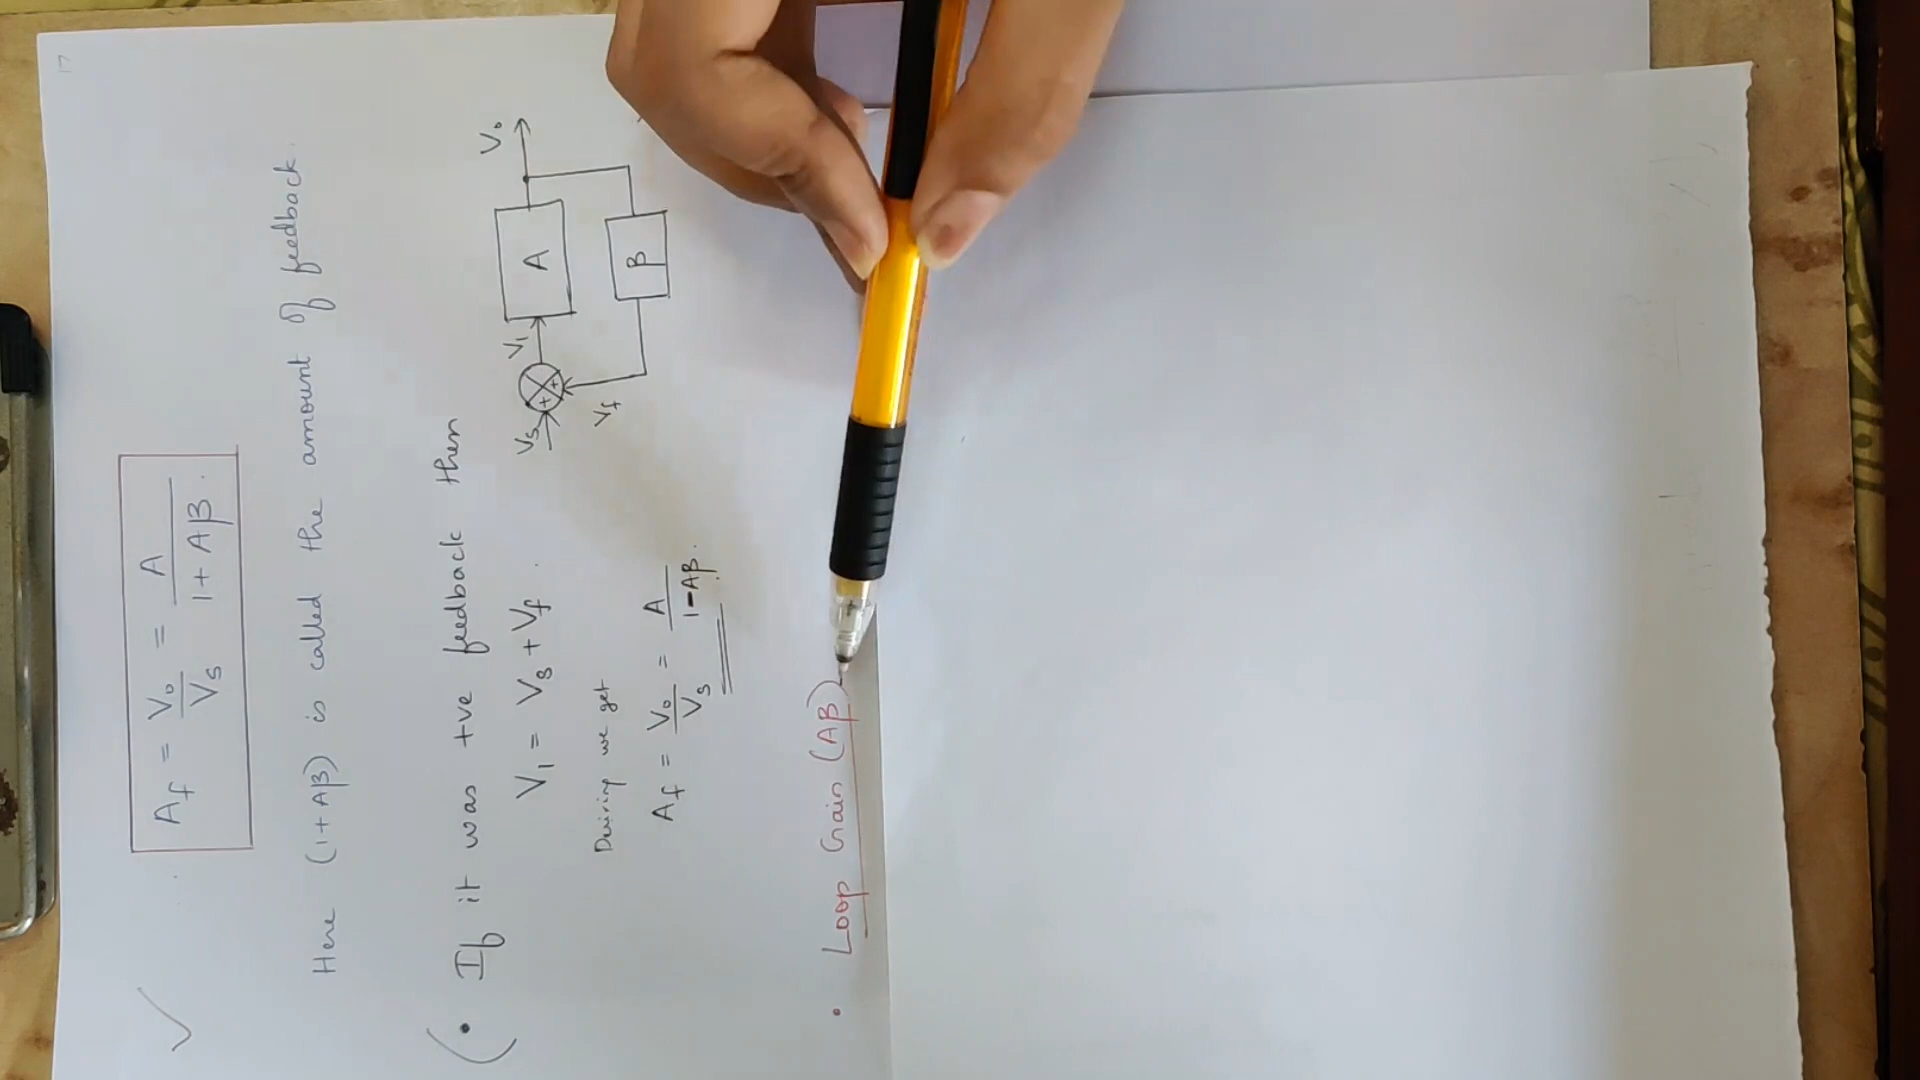 17
Af = Vo/Vs = A/(1 + Aβ).
Here (1 + Aβ) is called the amount of feedback.
(• If it was +ve feedback then
V1 = Vs + Vf.
During we get
Af = Vo/Vs = A/(1-Aβ).
Vs + + V1 A Vo
Vf β
• Loop Gain (Aβ) -